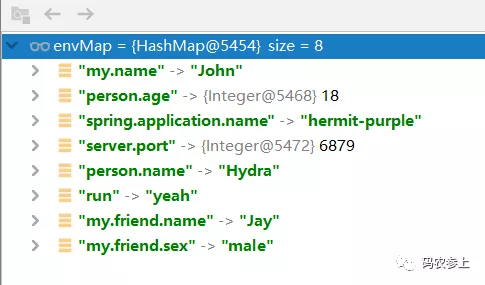 envMap = {HashMap@5454} size = 8
"my.name" -> "John"
"person.age" -> {Integer@5468} 18
"spring.application.name" -> "hermit-purple"
"server.port" -> {Integer@5472} 6879
"person.name" -> "Hydra"
"run" -> "yeah"
"my.friend.name" -> "Jay"
"my.friend.sex" -> "male"
码农参上